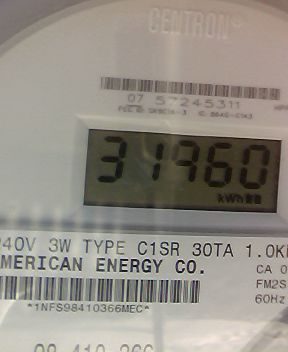 CENTRON®
07 57245311
31960
kWh
240V 3W TYPE C1SR 30TA 1.0K
AMERICAN ENERGY CO.
CA 0
FM2S
60Hz
*1NFS98410366MEC*